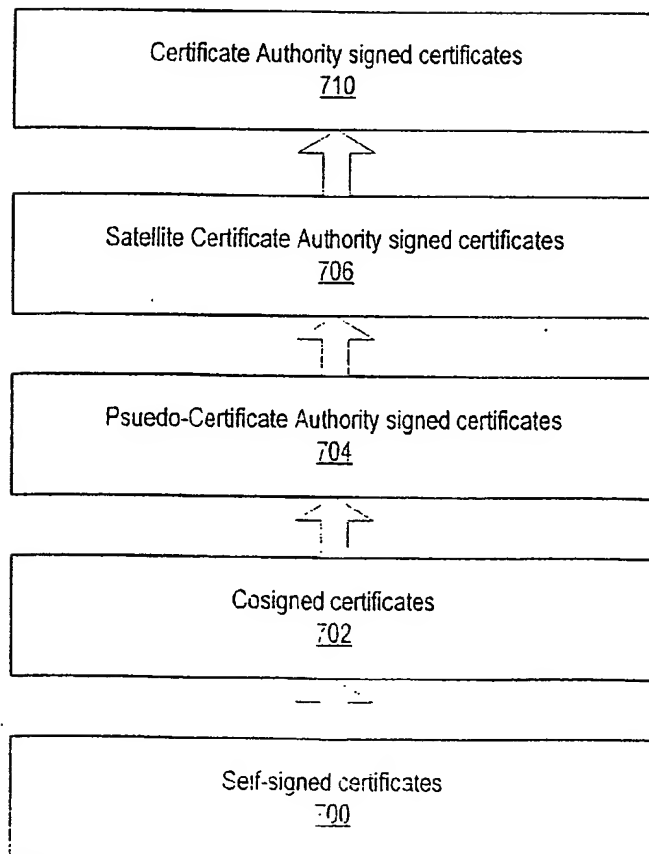 Certificate Authority signed certificates
710
Satellite Certificate Authority signed certificates
706
Psuedo-Certificate Authority signed certificates
704
Cosigned certificates
702
Self-signed certificates
700